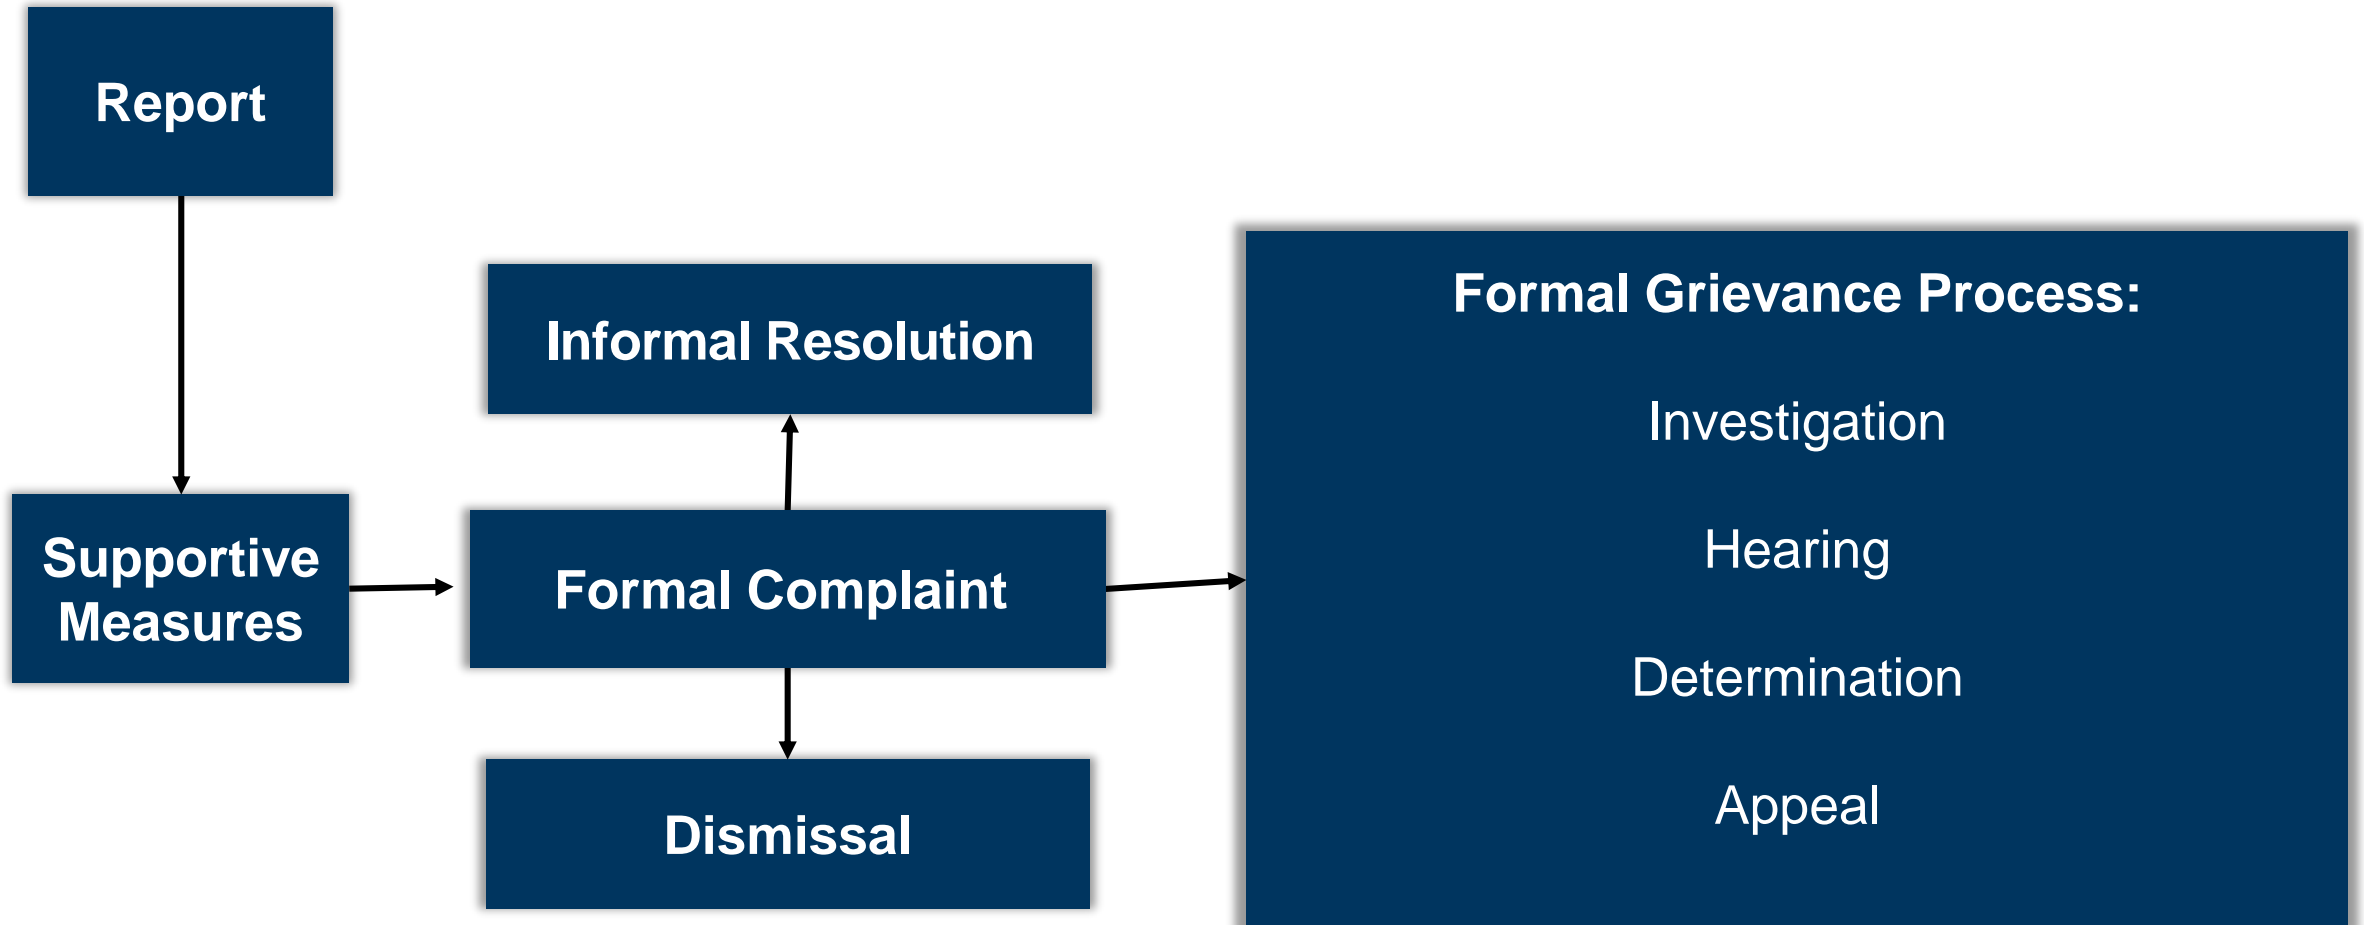 Report
Supportive
Measures
Informal Resolution
Formal Complaint
Dismissal
Formal Grievance Process:
Investigation
Hearing
Determination
Appeal